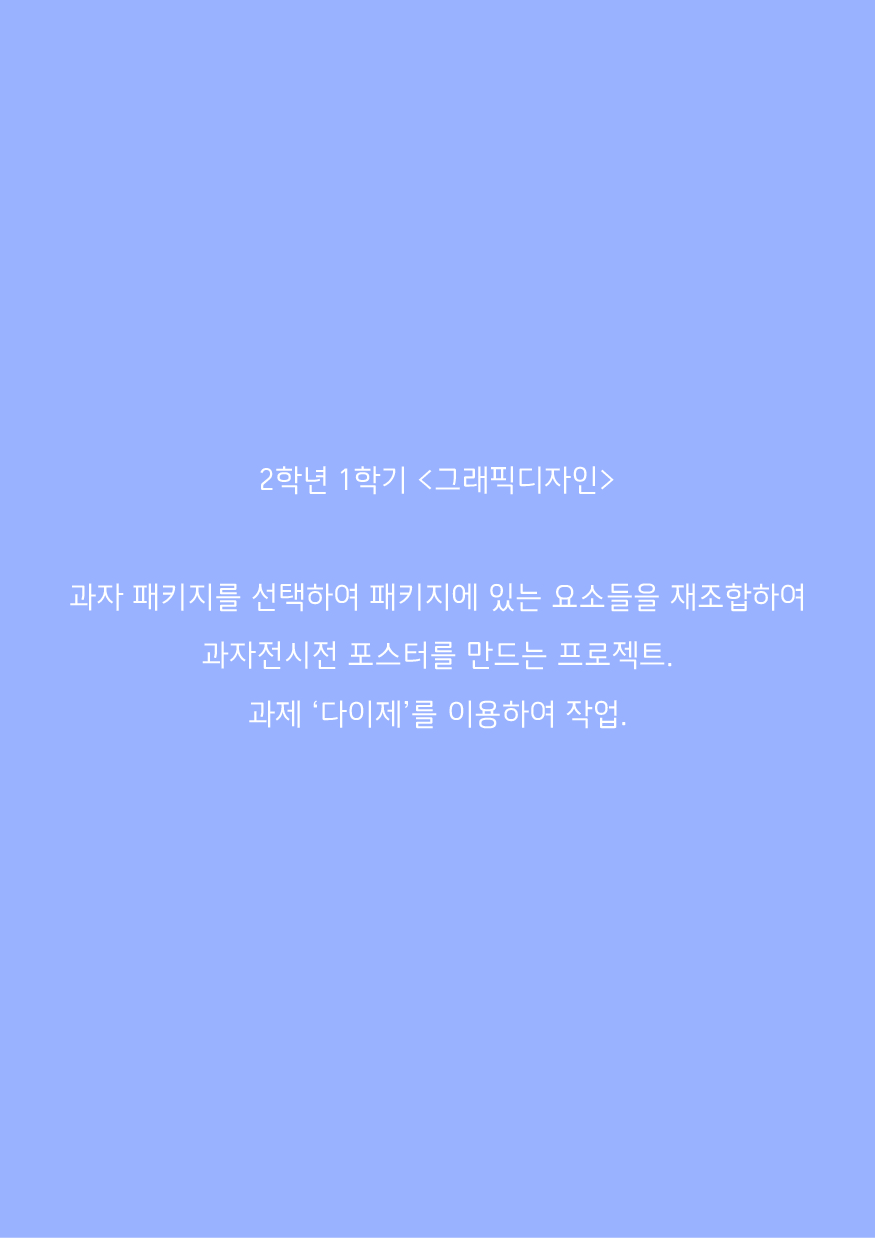 2학년 1학기 <그래픽디자인>
과자 패키지를 선택하여 패키지에 있는 요소들을 재조합하여
과자전시전 포스터를 만드는 프로젝트.
과제 ‘다이제’를 이용하여 작업.